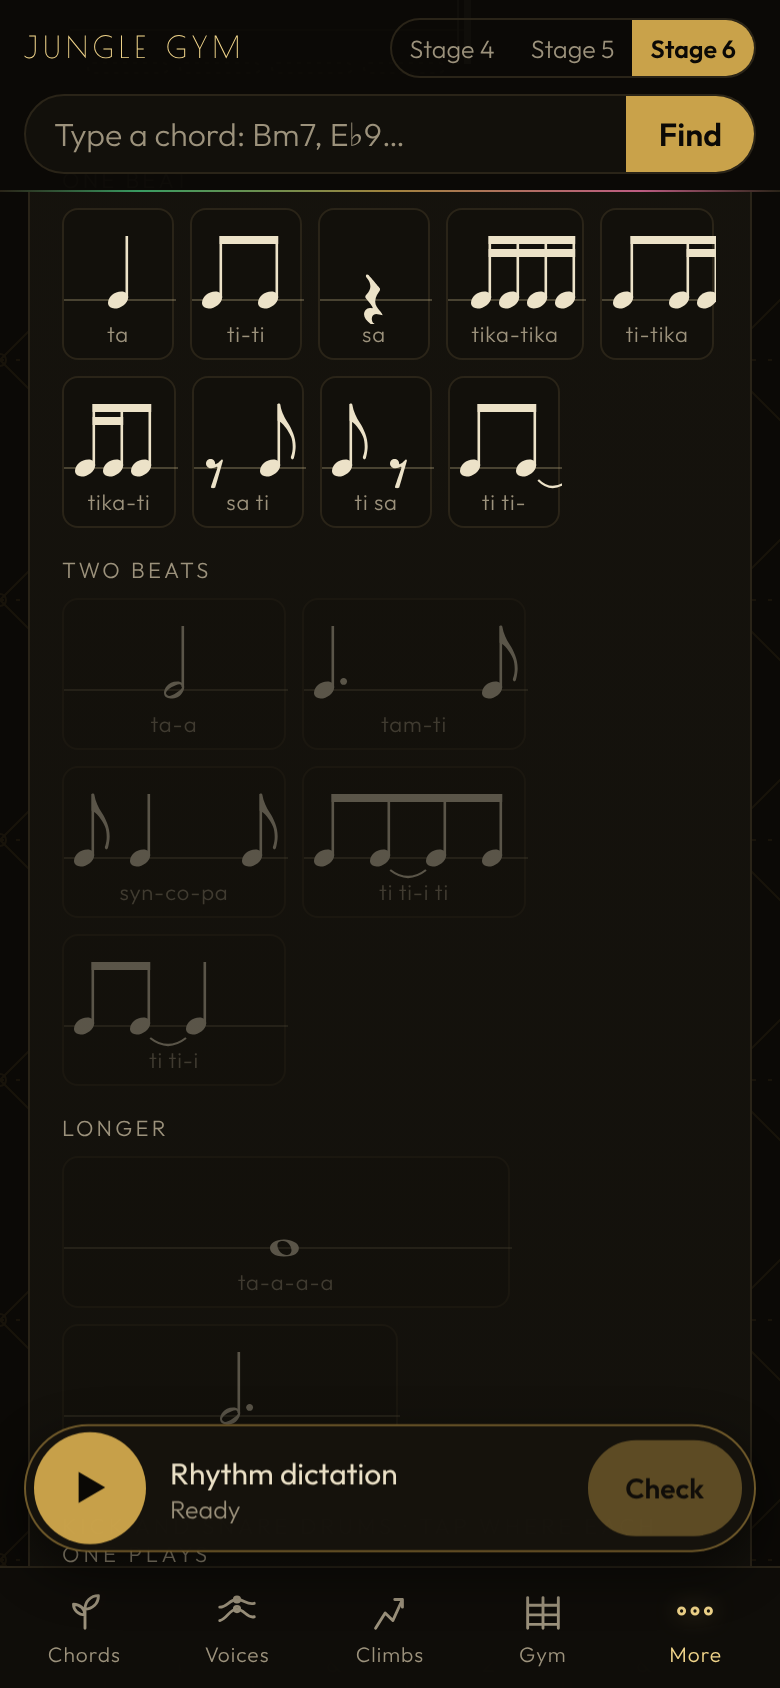 JUNGLE GYM
Stage 4 Stage 5 Stage 6
Type a chord: Bm7, E♭9... Find
ta ti-ti sa tika-tika ti-tika
tika-ti sa ti ti sa ti ti-
TWO BEATS
ta-a tam-ti
syn-co-pa ti ti-i ti
ti ti-i
LONGER
ta-a-a-a
Rhythm dictation
Ready
Check
ONE PLAYS
Chords Voices Climbs Gym More